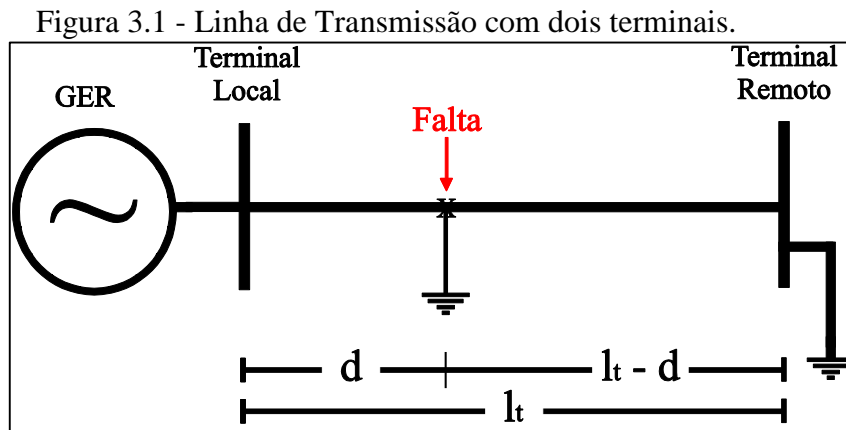 Figura 3.1 - Linha de Transmissão com dois terminais.
GER
Terminal
Local
Terminal
Remoto
Falta
x
d
lt - d
lt